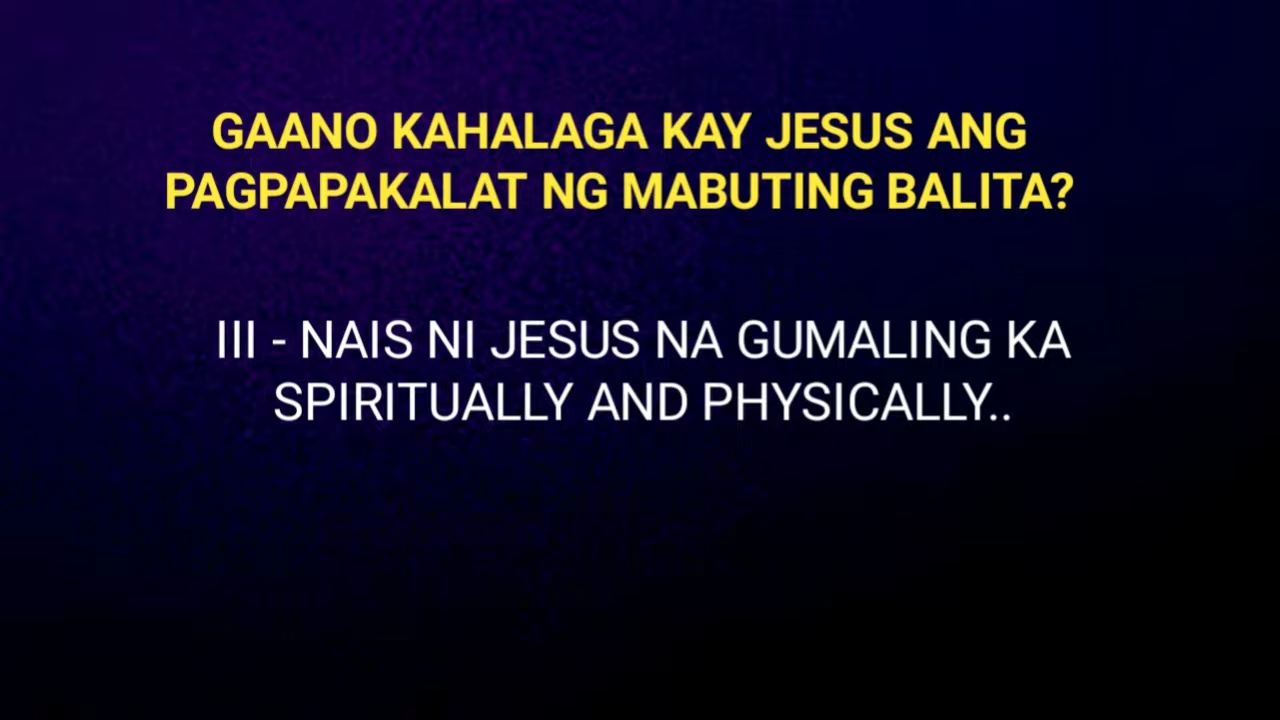 GAANO KAHALAGA KAY JESUS ANG
PAGPAPAKALAT NG MABUTING BALITA?
III - NAIS NI JESUS NA GUMALING KA
SPIRITUALLY AND PHYSICALLY..